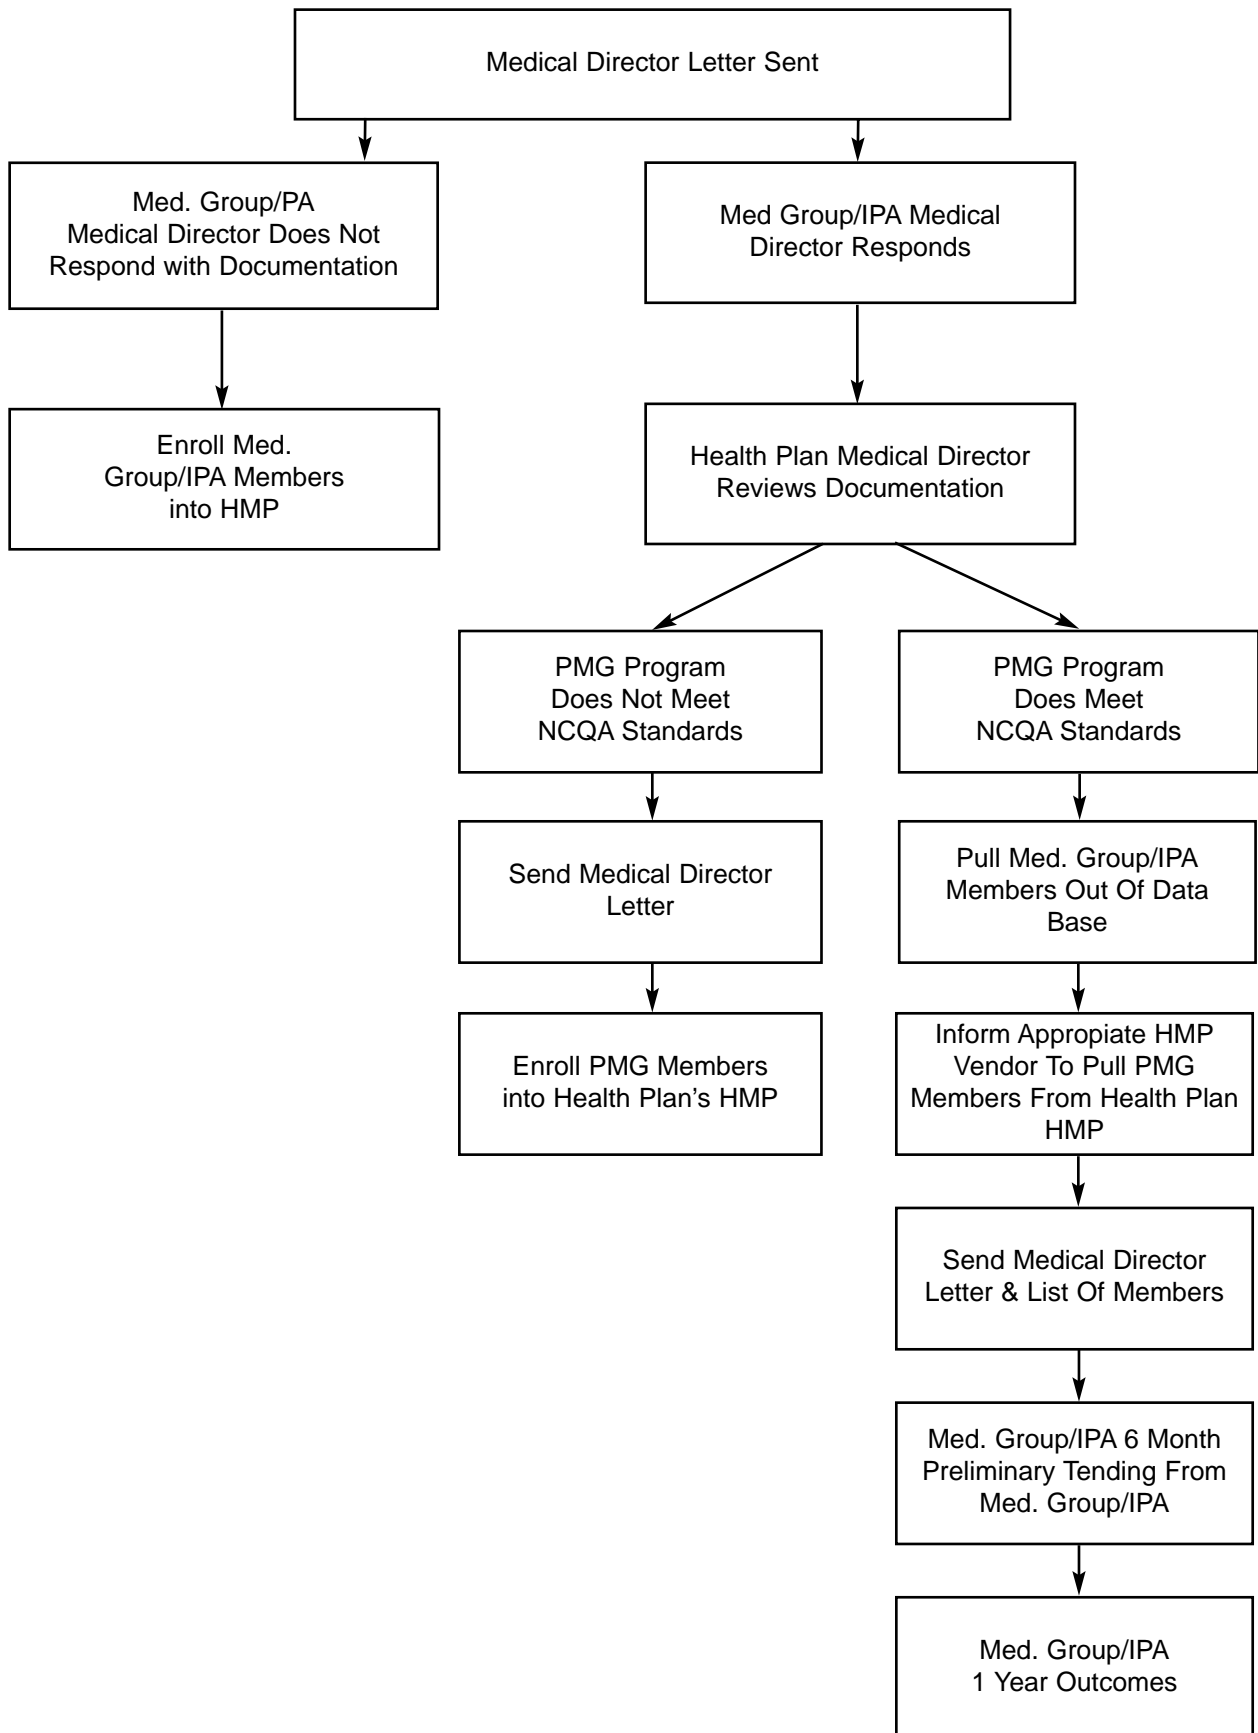 Medical Director Letter Sent
Med. Group/PA
Medical Director Does Not
Respond with Documentation
Med Group/IPA Medical
Director Responds
Enroll Med.
Group/IPA Members
into HMP
Health Plan Medical Director
Reviews Documentation
PMG Program
Does Not Meet
NCQA Standards
PMG Program
Does Meet
NCQA Standards
Send Medical Director
Letter
Pull Med. Group/IPA
Members Out Of Data
Base
Enroll PMG Members
into Health Plan’s HMP
Inform Appropiate HMP
Vendor To Pull PMG
Members From Health Plan
HMP
Send Medical Director
Letter & List Of Members
Med. Group/IPA 6 Month
Preliminary Tending From
Med. Group/IPA
Med. Group/IPA
1 Year Outcomes